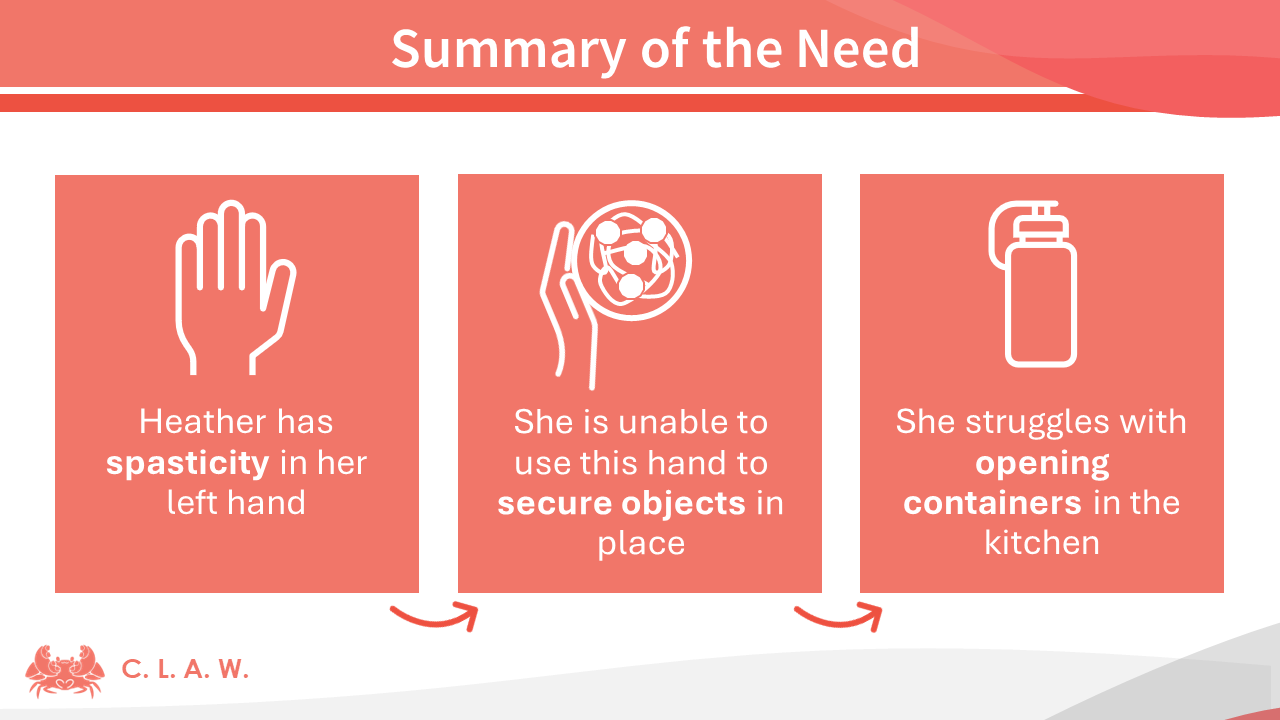 Summary of the Need
Heather has
spasticity in her
left hand
She is unable to
use this hand to
secure objects in
place
She struggles with
opening
containers in the
kitchen
C. L. A. W.